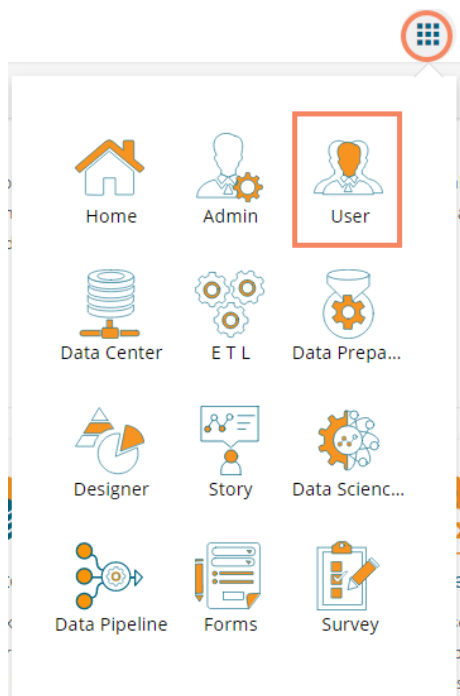 Home Admin User
Data Center E T L Data Prepa...
Designer Story Data Scienc...
Data Pipeline Forms Survey